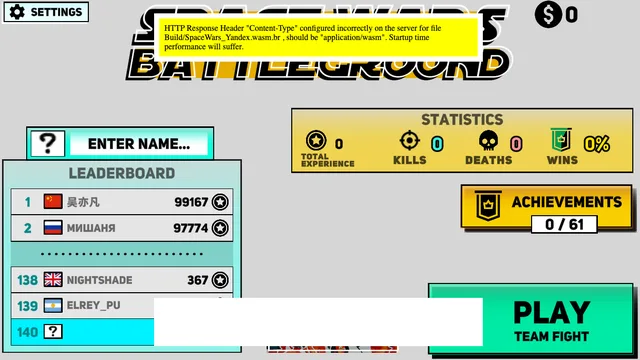 SETTINGS
SPACE WARS
$ 0
HTTP Response Header "Content-Type" configured incorrectly on the server for file
Build/SpaceWars_Yandex.wasm.br , should be "application/wasm". Startup time
performance will suffer.
BATTLEGROUND
? ENTER NAME...
LEADERBOARD
1 吴亦凡 99167
2 МИШАНЯ 97774
138 NIGHTSHADE 367
139 ELREY_PU
140 ?
STATISTICS
0 0 0 0%
TOTAL
EXPERIENCE KILLS DEATHS WINS
ACHIEVEMENTS
0 / 61
PLAY
TEAM FIGHT